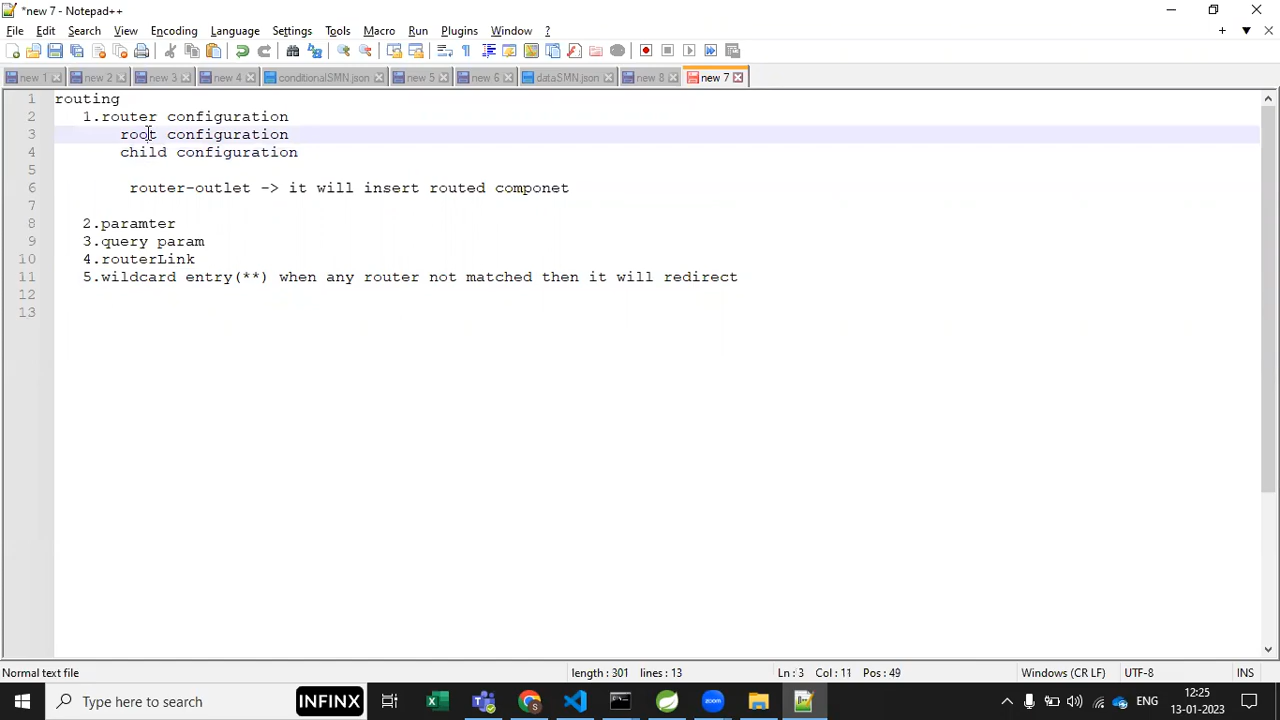 *new 7 - Notepad++
File Edit Search View Encoding Language Settings Tools Macro Run Plugins Window ?
new 1 new 2 new 3 new 4 conditionalSMN.json new 5 new 6 dataSMN.json new 8 new 7
1 routing
2 1.router configuration
3 root configuration
4 child configuration
5
6 router-outlet -> it will insert routed componet
7
8 2.paramter
9 3.query param
10 4.routerLink
11 5.wildcard entry(**) when any router not matched then it will redirect
12
13
Normal text file length : 301 lines : 13 Ln : 3 Col : 11 Pos : 49 Windows (CR LF) UTF-8 INS
Type here to search INFINX zoom ENG 12:25
13-01-2023